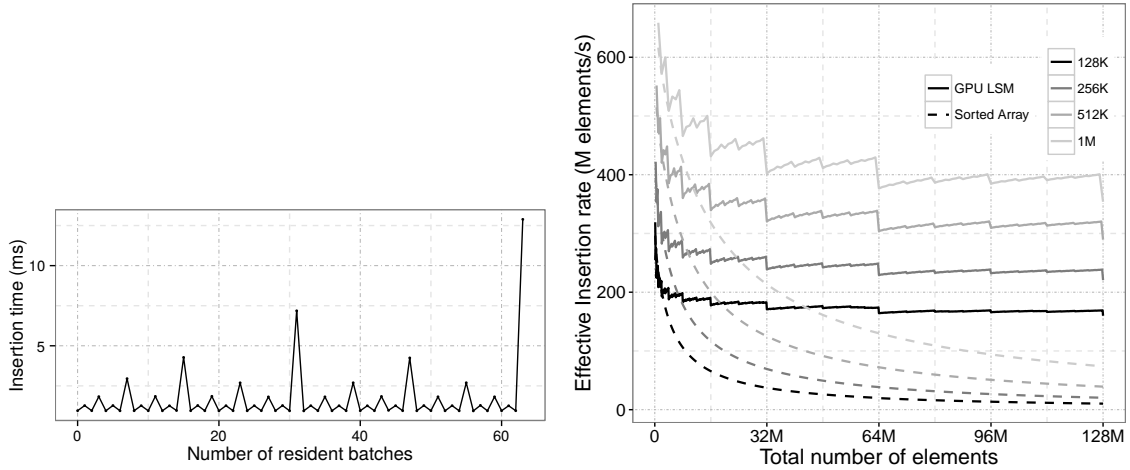 Insertion time (ms)
10
5
0
20
40
60
Number of resident batches
Effective Insertion rate (M elements/s)
600
400
200
0
GPU LSM
Sorted Array
128K
256K
512K
1M
0
32M
64M
96M
128M
Total number of elements